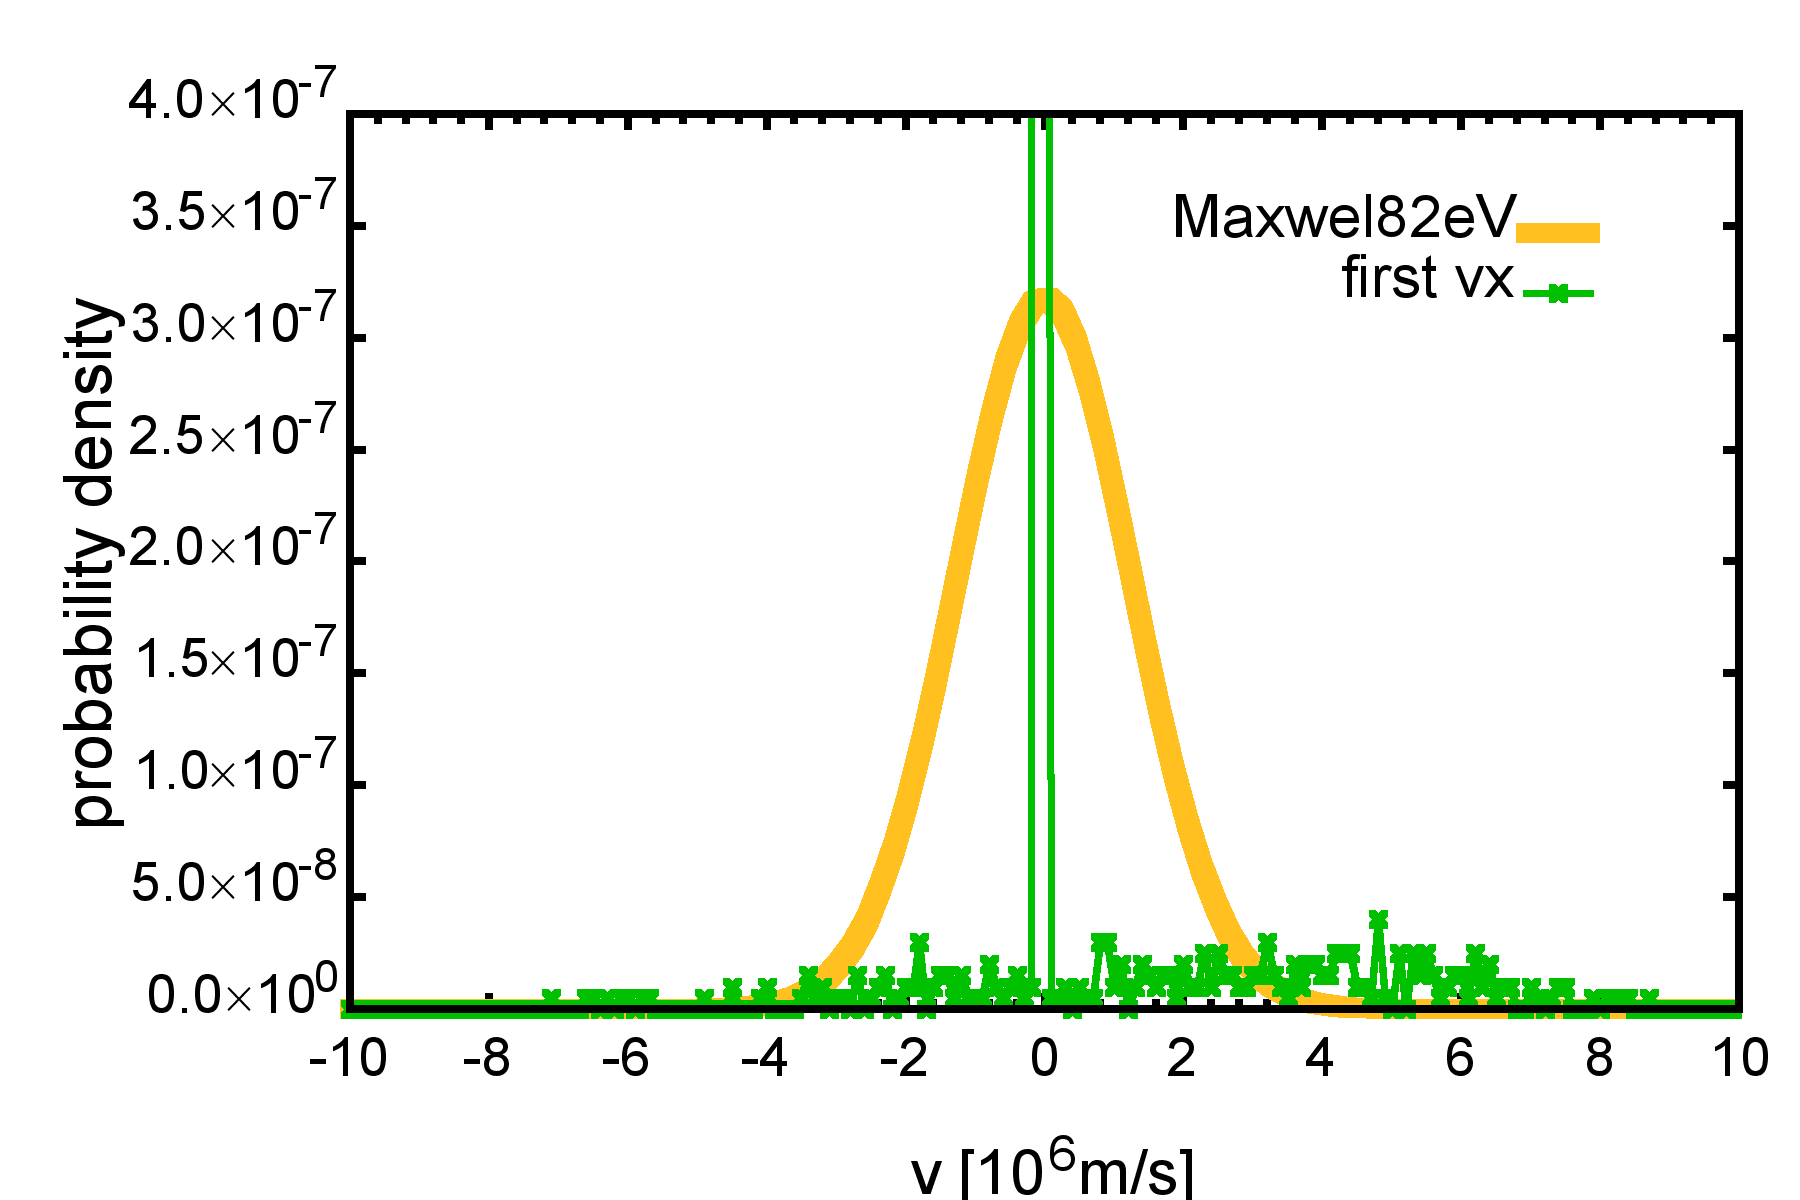 4.0×10⁻⁷
3.5×10⁻⁷
3.0×10⁻⁷
2.5×10⁻⁷
2.0×10⁻⁷
1.5×10⁻⁷
1.0×10⁻⁷
5.0×10⁻⁸
0.0×10⁰
probability density
Maxwel82eV
first vx
-10 -8 -6 -4 -2 0 2 4 6 8 10
v [10⁶m/s]